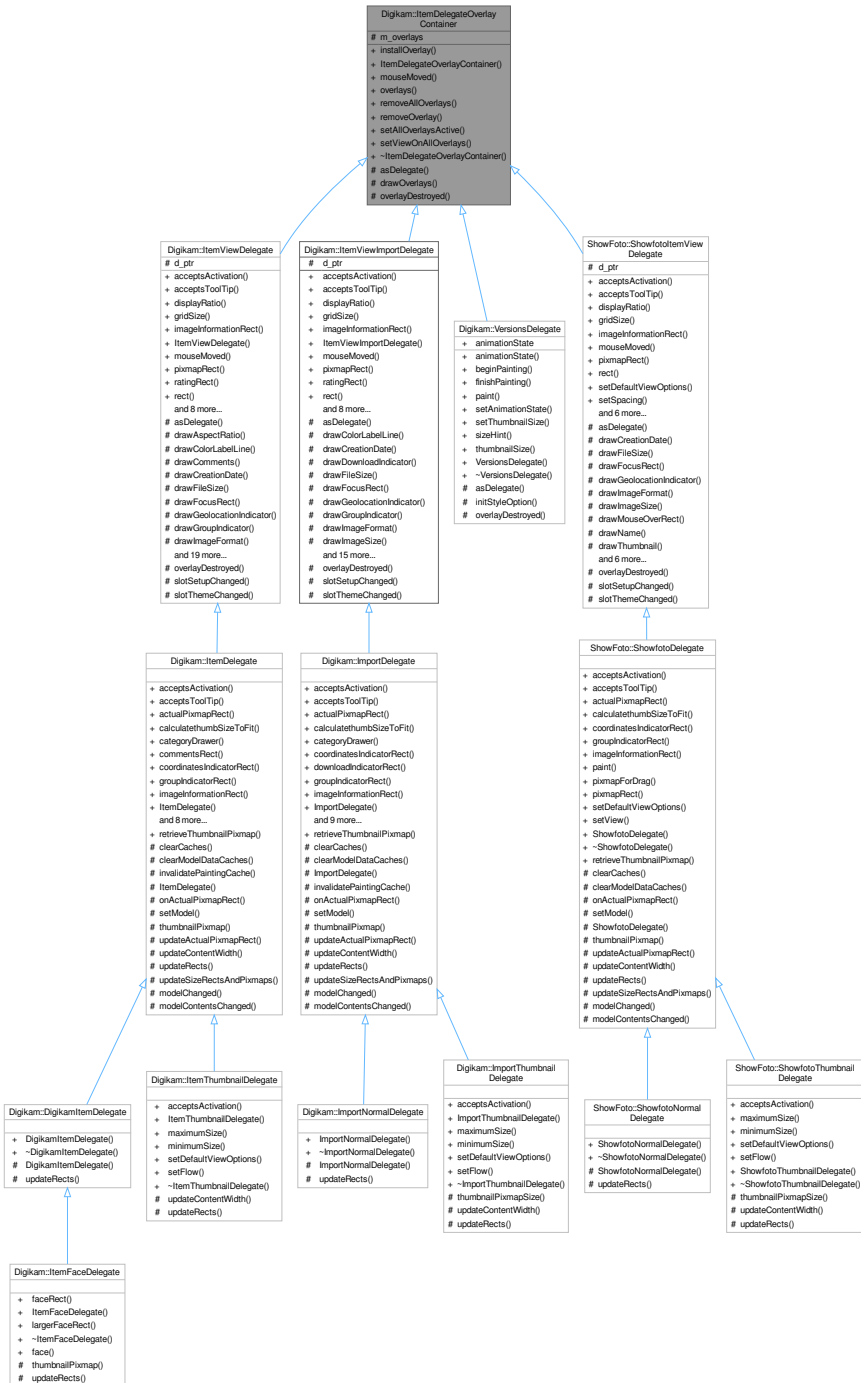 Digikam::ItemDelegateOverlay
Container
# m_overlays
+ installOverlay()
+ ItemDelegateOverlayContainer()
+ mouseMoved()
+ overlays()
+ removeAllOverlays()
+ removeOverlay()
+ setAllOverlaysActive()
+ setViewOnAllOverlays()
+ ~ItemDelegateOverlayContainer()
# asDelegate()
# drawOverlays()
# overlayDestroyed()
Digikam::ItemViewDelegate
# d_ptr
+ acceptsActivation()
+ acceptsToolTip()
+ displayRatio()
+ gridSize()
+ imageInformationRect()
+ ItemViewDelegate()
+ mouseMoved()
+ pixmapRect()
+ ratingRect()
+ rect()
and 8 more...
# asDelegate()
# drawAspectRatio()
# drawColorLabelLine()
# drawComments()
# drawCreationDate()
# drawFileSize()
# drawFocusRect()
# drawGeolocationIndicator()
# drawGroupIndicator()
# drawImageFormat()
and 19 more...
# overlayDestroyed()
# slotSetupChanged()
# slotThemeChanged()
Digikam::ItemViewImportDelegate
# d_ptr
+ acceptsActivation()
+ acceptsToolTip()
+ displayRatio()
+ gridSize()
+ imageInformationRect()
+ ItemViewImportDelegate()
+ mouseMoved()
+ pixmapRect()
+ ratingRect()
+ rect()
and 8 more...
# asDelegate()
# drawColorLabelLine()
# drawCreationDate()
# drawDownloadIndicator()
# drawFileSize()
# drawFocusRect()
# drawGeolocationIndicator()
# drawGroupIndicator()
# drawImageFormat()
# drawImageSize()
and 15 more...
# overlayDestroyed()
# slotSetupChanged()
# slotThemeChanged()
Digikam::VersionsDelegate
+ animationState
+ animationState()
+ beginPainting()
+ finishPainting()
+ paint()
+ setAnimationState()
+ setThumbnailSize()
+ sizeHint()
+ thumbnailSize()
+ VersionsDelegate()
+ ~VersionsDelegate()
# asDelegate()
# initStyleOption()
# overlayDestroyed()
ShowFoto::ShowfotoItemView
Delegate
# d_ptr
+ acceptsActivation()
+ acceptsToolTip()
+ displayRatio()
+ gridSize()
+ imageInformationRect()
+ mouseMoved()
+ pixmapRect()
+ rect()
+ setDefaultViewOptions()
+ setSpacing()
and 6 more...
# asDelegate()
# drawCreationDate()
# drawFileSize()
# drawFocusRect()
# drawGeolocationIndicator()
# drawImageFormat()
# drawImageSize()
# drawMouseOverRect()
# drawName()
# drawThumbnail()
and 6 more...
# overlayDestroyed()
# slotSetupChanged()
# slotThemeChanged()
Digikam::ItemDelegate
+ acceptsActivation()
+ acceptsToolTip()
+ actualPixmapRect()
+ calculatethumbSizeToFit()
+ categoryDrawer()
+ commentsRect()
+ coordinatesIndicatorRect()
+ groupIndicatorRect()
+ imageInformationRect()
+ ItemDelegate()
and 8 more...
+ retrieveThumbnailPixmap()
# clearCaches()
# clearModelDataCaches()
# invalidatePaintingCache()
# ItemDelegate()
# onActualPixmapRect()
# setModel()
# thumbnailPixmap()
# updateActualPixmapRect()
# updateContentWidth()
# updateRects()
# updateSizeRectsAndPixmaps()
# modelChanged()
# modelContentsChanged()
Digikam::ImportDelegate
+ acceptsActivation()
+ acceptsToolTip()
+ actualPixmapRect()
+ calculatethumbSizeToFit()
+ categoryDrawer()
+ coordinatesIndicatorRect()
+ downloadIndicatorRect()
+ groupIndicatorRect()
+ imageInformationRect()
+ ImportDelegate()
and 9 more...
+ retrieveThumbnailPixmap()
# clearCaches()
# clearModelDataCaches()
# ImportDelegate()
# invalidatePaintingCache()
# onActualPixmapRect()
# setModel()
# thumbnailPixmap()
# updateActualPixmapRect()
# updateContentWidth()
# updateRects()
# updateSizeRectsAndPixmaps()
# modelChanged()
# modelContentsChanged()
ShowFoto::ShowfotoDelegate
+ acceptsActivation()
+ acceptsToolTip()
+ actualPixmapRect()
+ calculatethumbSizeToFit()
+ coordinatesIndicatorRect()
+ groupIndicatorRect()
+ imageInformationRect()
+ paint()
+ pixmapForDrag()
+ pixmapRect()
+ setDefaultViewOptions()
+ setView()
+ ShowfotoDelegate()
+ ~ShowfotoDelegate()
+ retrieveThumbnailPixmap()
# clearCaches()
# clearModelDataCaches()
# onActualPixmapRect()
# setModel()
# ShowfotoDelegate()
# thumbnailPixmap()
# updateActualPixmapRect()
# updateContentWidth()
# updateRects()
# updateSizeRectsAndPixmaps()
# modelChanged()
# modelContentsChanged()
Digikam::DigikamItemDelegate
+ DigikamItemDelegate()
+ ~DigikamItemDelegate()
# DigikamItemDelegate()
# updateRects()
Digikam::ItemThumbnailDelegate
+ acceptsActivation()
+ ItemThumbnailDelegate()
+ maximumSize()
+ minimumSize()
+ setDefaultViewOptions()
+ setFlow()
+ ~ItemThumbnailDelegate()
# updateContentWidth()
# updateRects()
Digikam::ImportNormalDelegate
+ ImportNormalDelegate()
+ ~ImportNormalDelegate()
# ImportNormalDelegate()
# updateRects()
Digikam::ImportThumbnail
Delegate
+ acceptsActivation()
+ ImportThumbnailDelegate()
+ maximumSize()
+ minimumSize()
+ setDefaultViewOptions()
+ setFlow()
+ ~ImportThumbnailDelegate()
# thumbnailPixmapSize()
# updateContentWidth()
# updateRects()
ShowFoto::ShowfotoNormal
Delegate
+ ShowfotoNormalDelegate()
+ ~ShowfotoNormalDelegate()
# ShowfotoNormalDelegate()
# updateRects()
ShowFoto::ShowfotoThumbnail
Delegate
+ acceptsActivation()
+ maximumSize()
+ minimumSize()
+ setDefaultViewOptions()
+ setFlow()
+ ShowfotoThumbnailDelegate()
+ ~ShowfotoThumbnailDelegate()
# thumbnailPixmapSize()
# updateContentWidth()
# updateRects()
Digikam::ItemFaceDelegate
+ faceRect()
+ ItemFaceDelegate()
+ largerFaceRect()
+ ~ItemFaceDelegate()
+ face()
# thumbnailPixmap()
# updateRects()